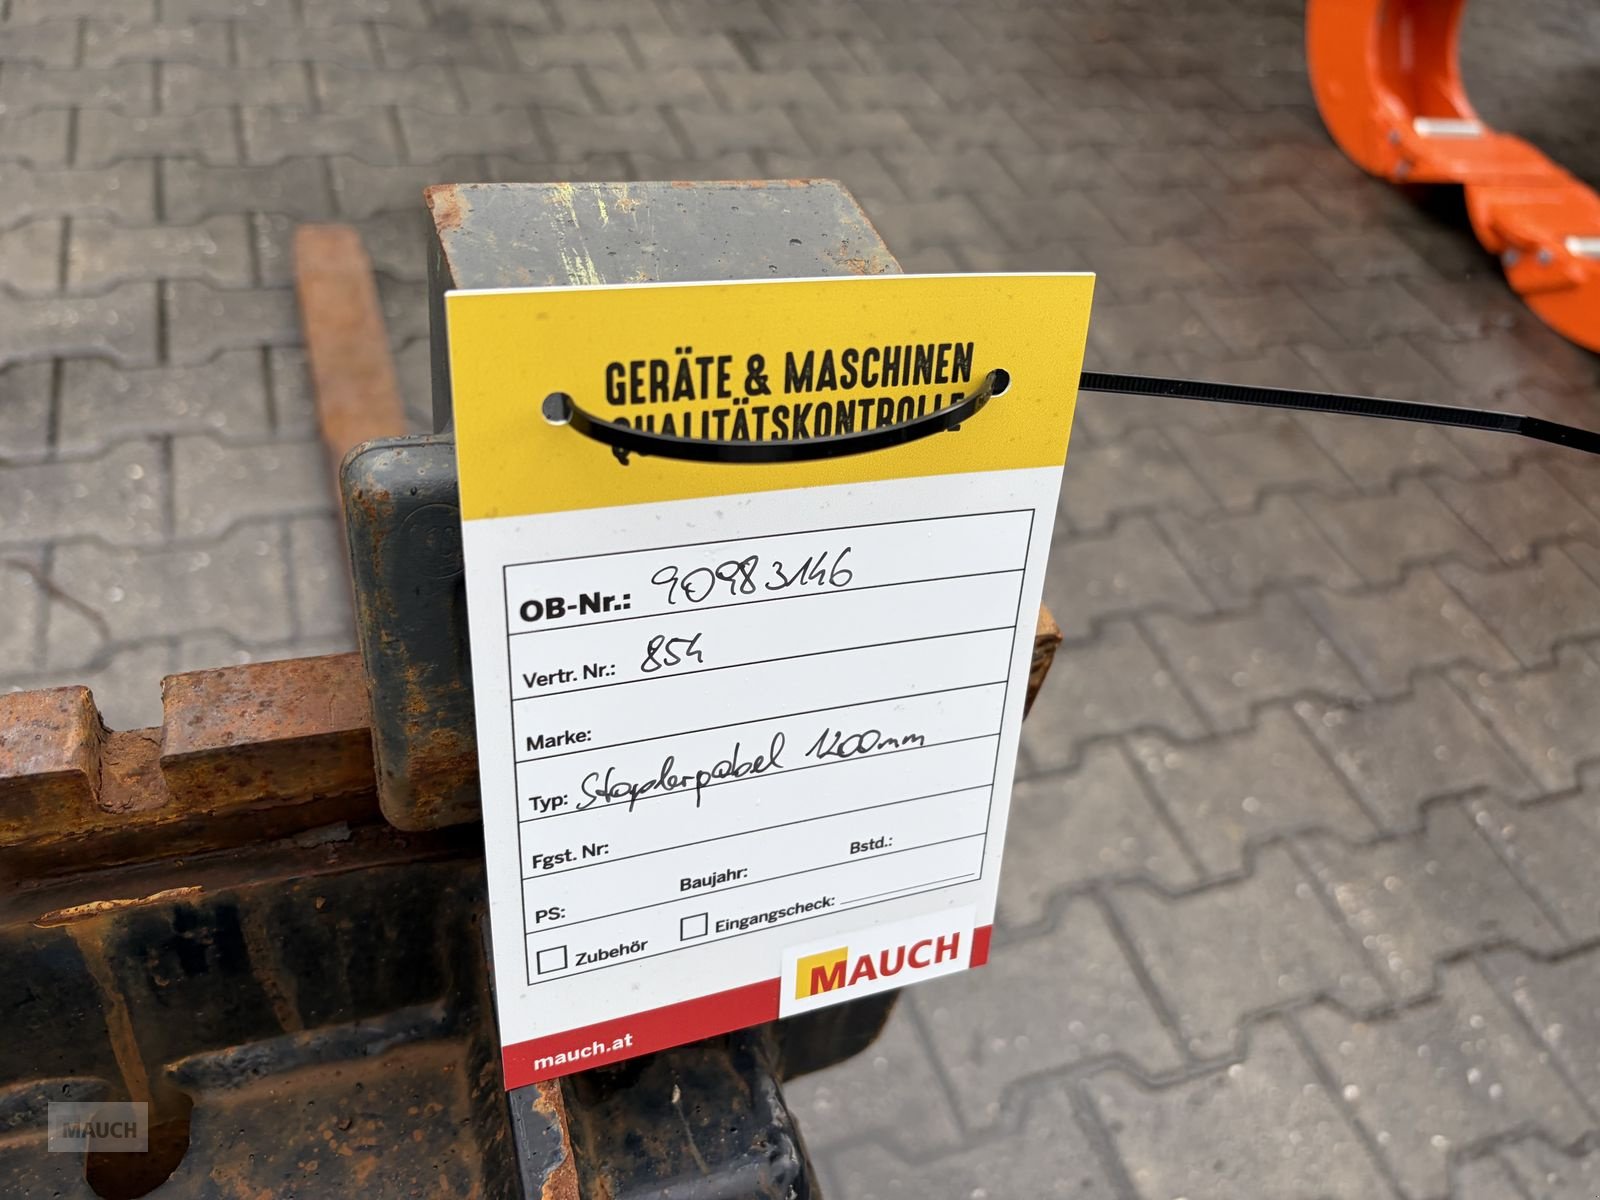 GERÄTE & MASCHINEN
QUALITÄTSKONTROLLE
OB-Nr.: 90983146
Vertr. Nr.: 854
Marke:
Typ: Staplergabel 1200mm
Fgst. Nr:
PS: Baujahr: Bstd.:
Zubehör Eingangscheck:
MAUCH
mauch.at
MAUCH